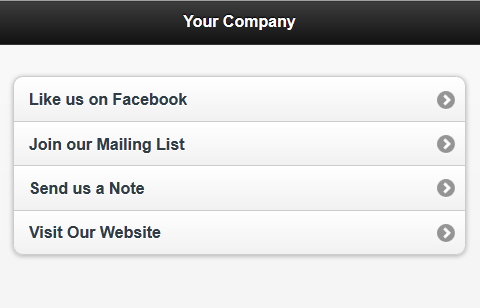 Your Company
Like us on Facebook
Join our Mailing List
Send us a Note
Visit Our Website